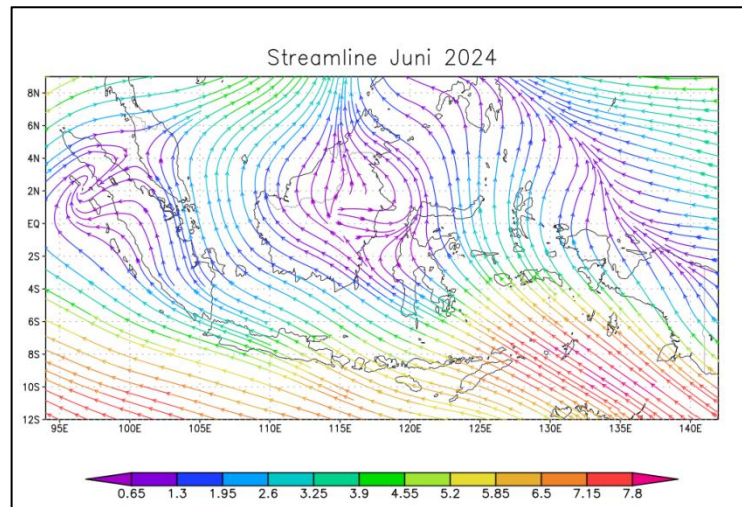 Streamline Juni 2024
8N
6N
4N
2N
EQ
2S
4S
6S
8S
10S
12S
95E 100E 105E 110E 115E 120E 125E 130E 135E 140E
0.65 1.3 1.95 2.6 3.25 3.9 4.55 5.2 5.85 6.5 7.15 7.8